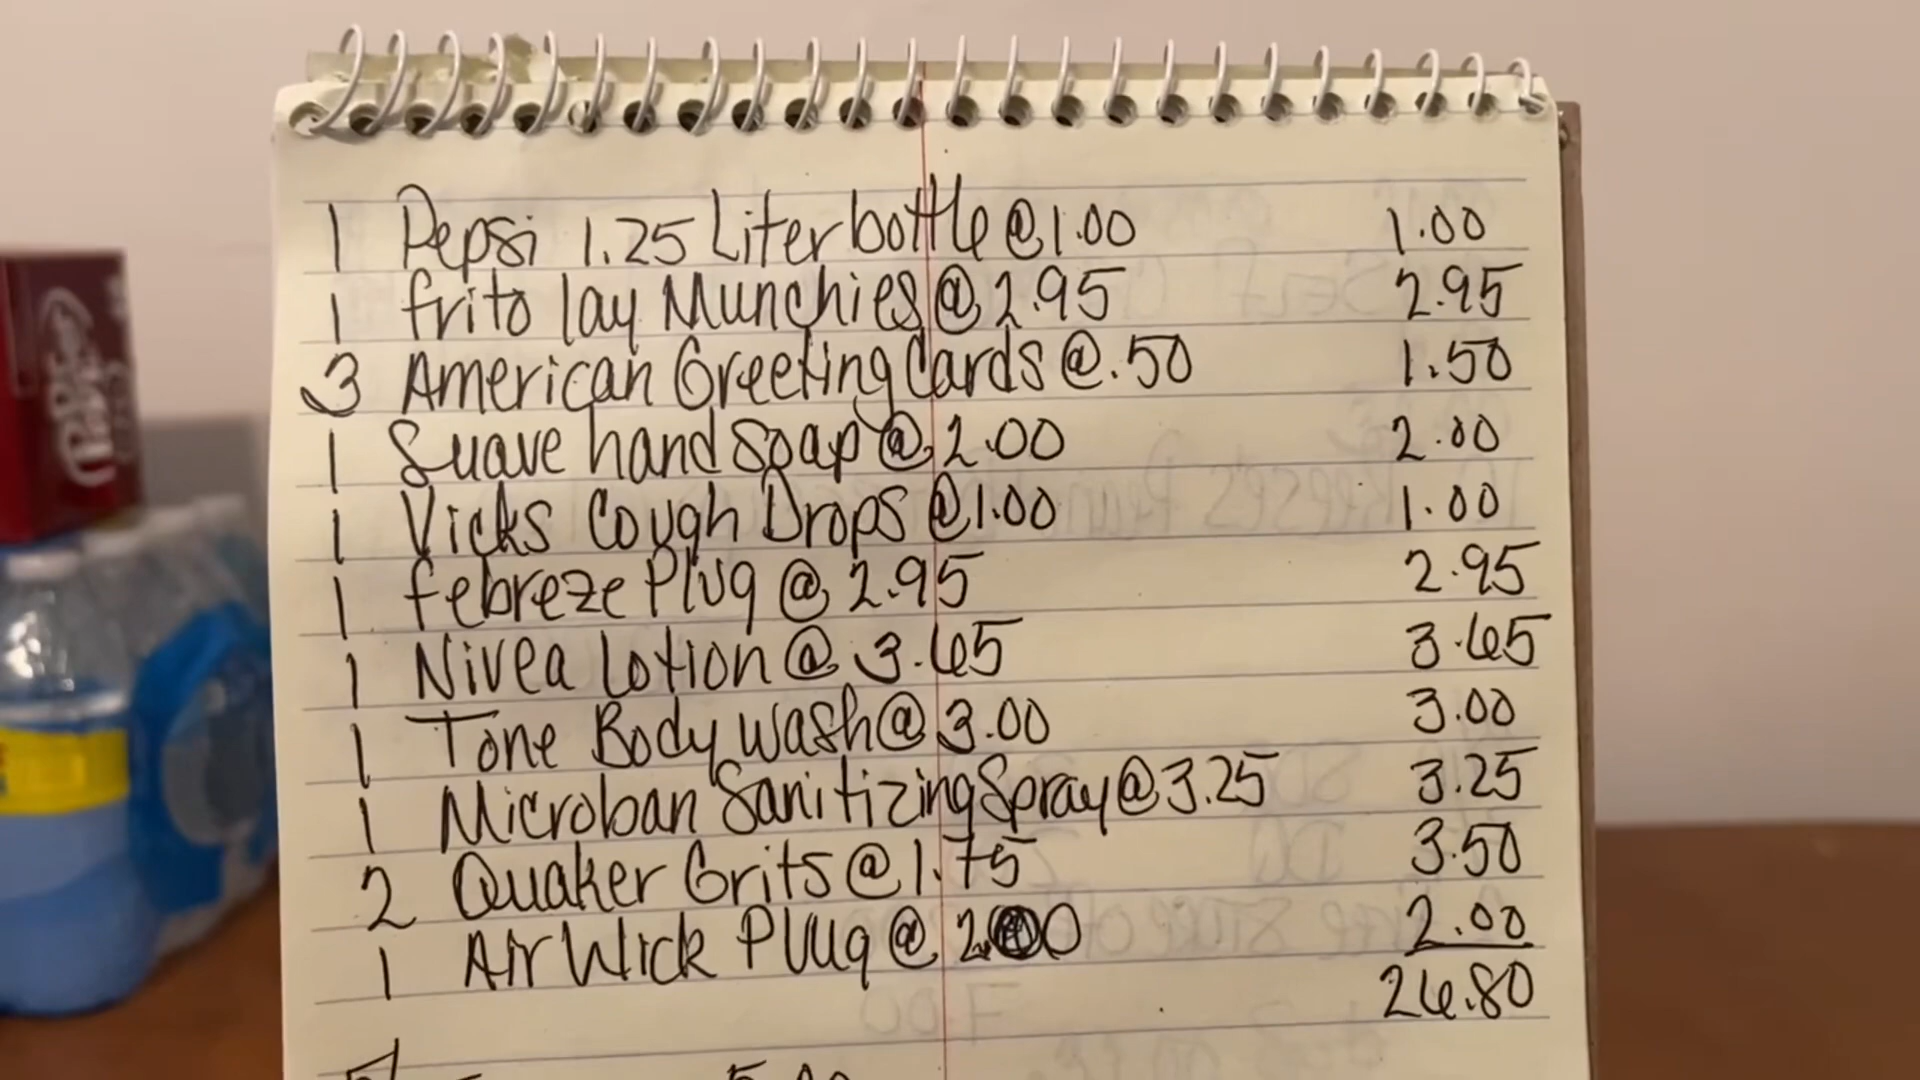 1 Pepsi 1.25 Liter bottle @ 1.00 1.00
1 frito lay Munchies @ 2.95 2.95
3 American Greeting Cards @ .50 1.50
1 Suave hand soap @ 2.00 2.00
1 Vicks Cough Drops @ 1.00 1.00
1 febreze Plug @ 2.95 2.95
1 Nivea lotion @ 3.65 3.65
1 Tone Body wash @ 3.00 3.00
1 Microban Sanitizing Spray @ 3.25 3.25
2 Quaker Grits @ 1.75 3.50
1 Air Wick Plug @ 2.00 2.00
26.80